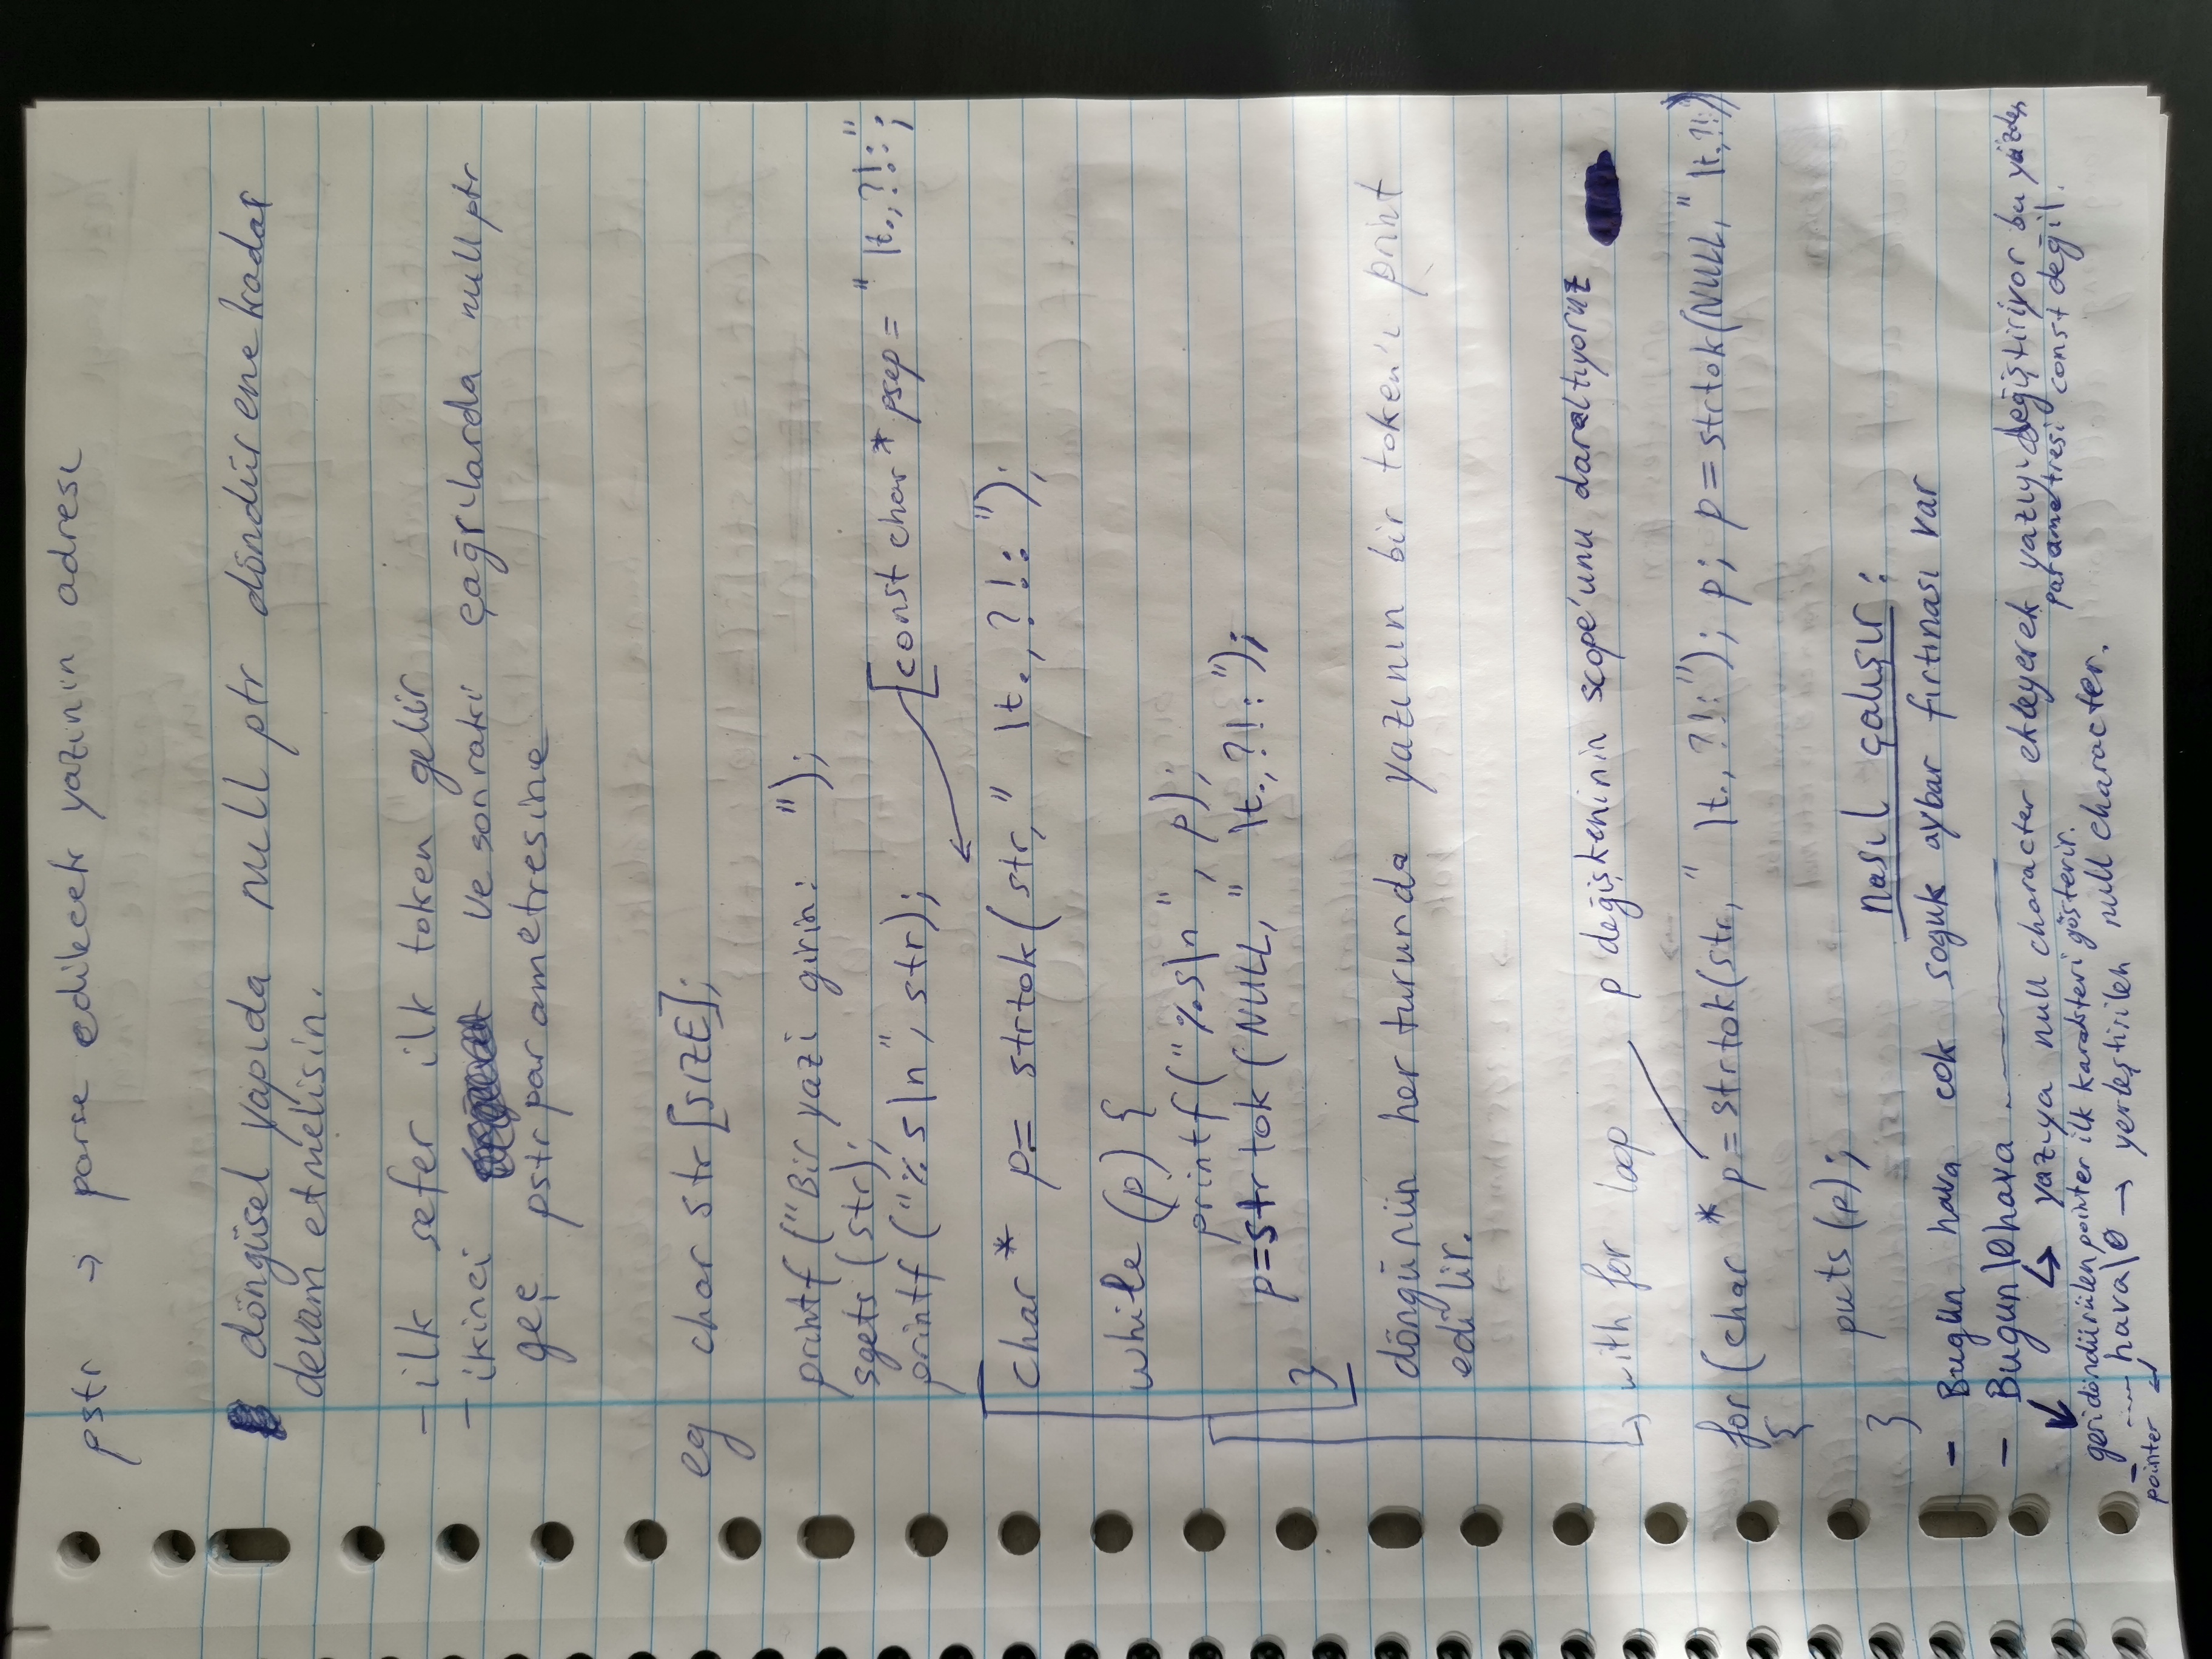 pstr → parse edilecek yazının adresi
döngüsel yapıda null ptr döndürene kadar
devam etmelisin.
- ilk sefer ilk token gelir
- ikinci ve sonraki çağrılarda null ptr
geç pstr parametresine
eg char str[SIZE];
printf("Bir yazi girin: ");
sgets(str);
printf("%s\n", str);
[const char* psep = " \t.,?!:";
char* p= strtok(str," \t.,?!:");
while (p) {
printf("%s\n", p);
p=strtok(NULL," \t.,?!:");
}
döngünün her turunda yazının bir token'ı print
edilir.
p değişkeninin scope'unu daraltıyoruz
↳ with for loop
for (char * p=strtok(str," \t.,?!:"); p; p=strtok(NULL," \t.,?!:")
{
puts(p);
}
nasıl çalışır:
- Bugün hava cok soguk aybar fırtınası var
- Bugun\0hava
↳ yazıya null character ekleyerek yazıyı değiştiriyor bu yüzden
parametresi const değil.
geri döndürülen pointer ilk karakteri gösterir.
- ..... hava\0 → yerleştirilen null character.
pointer ↵